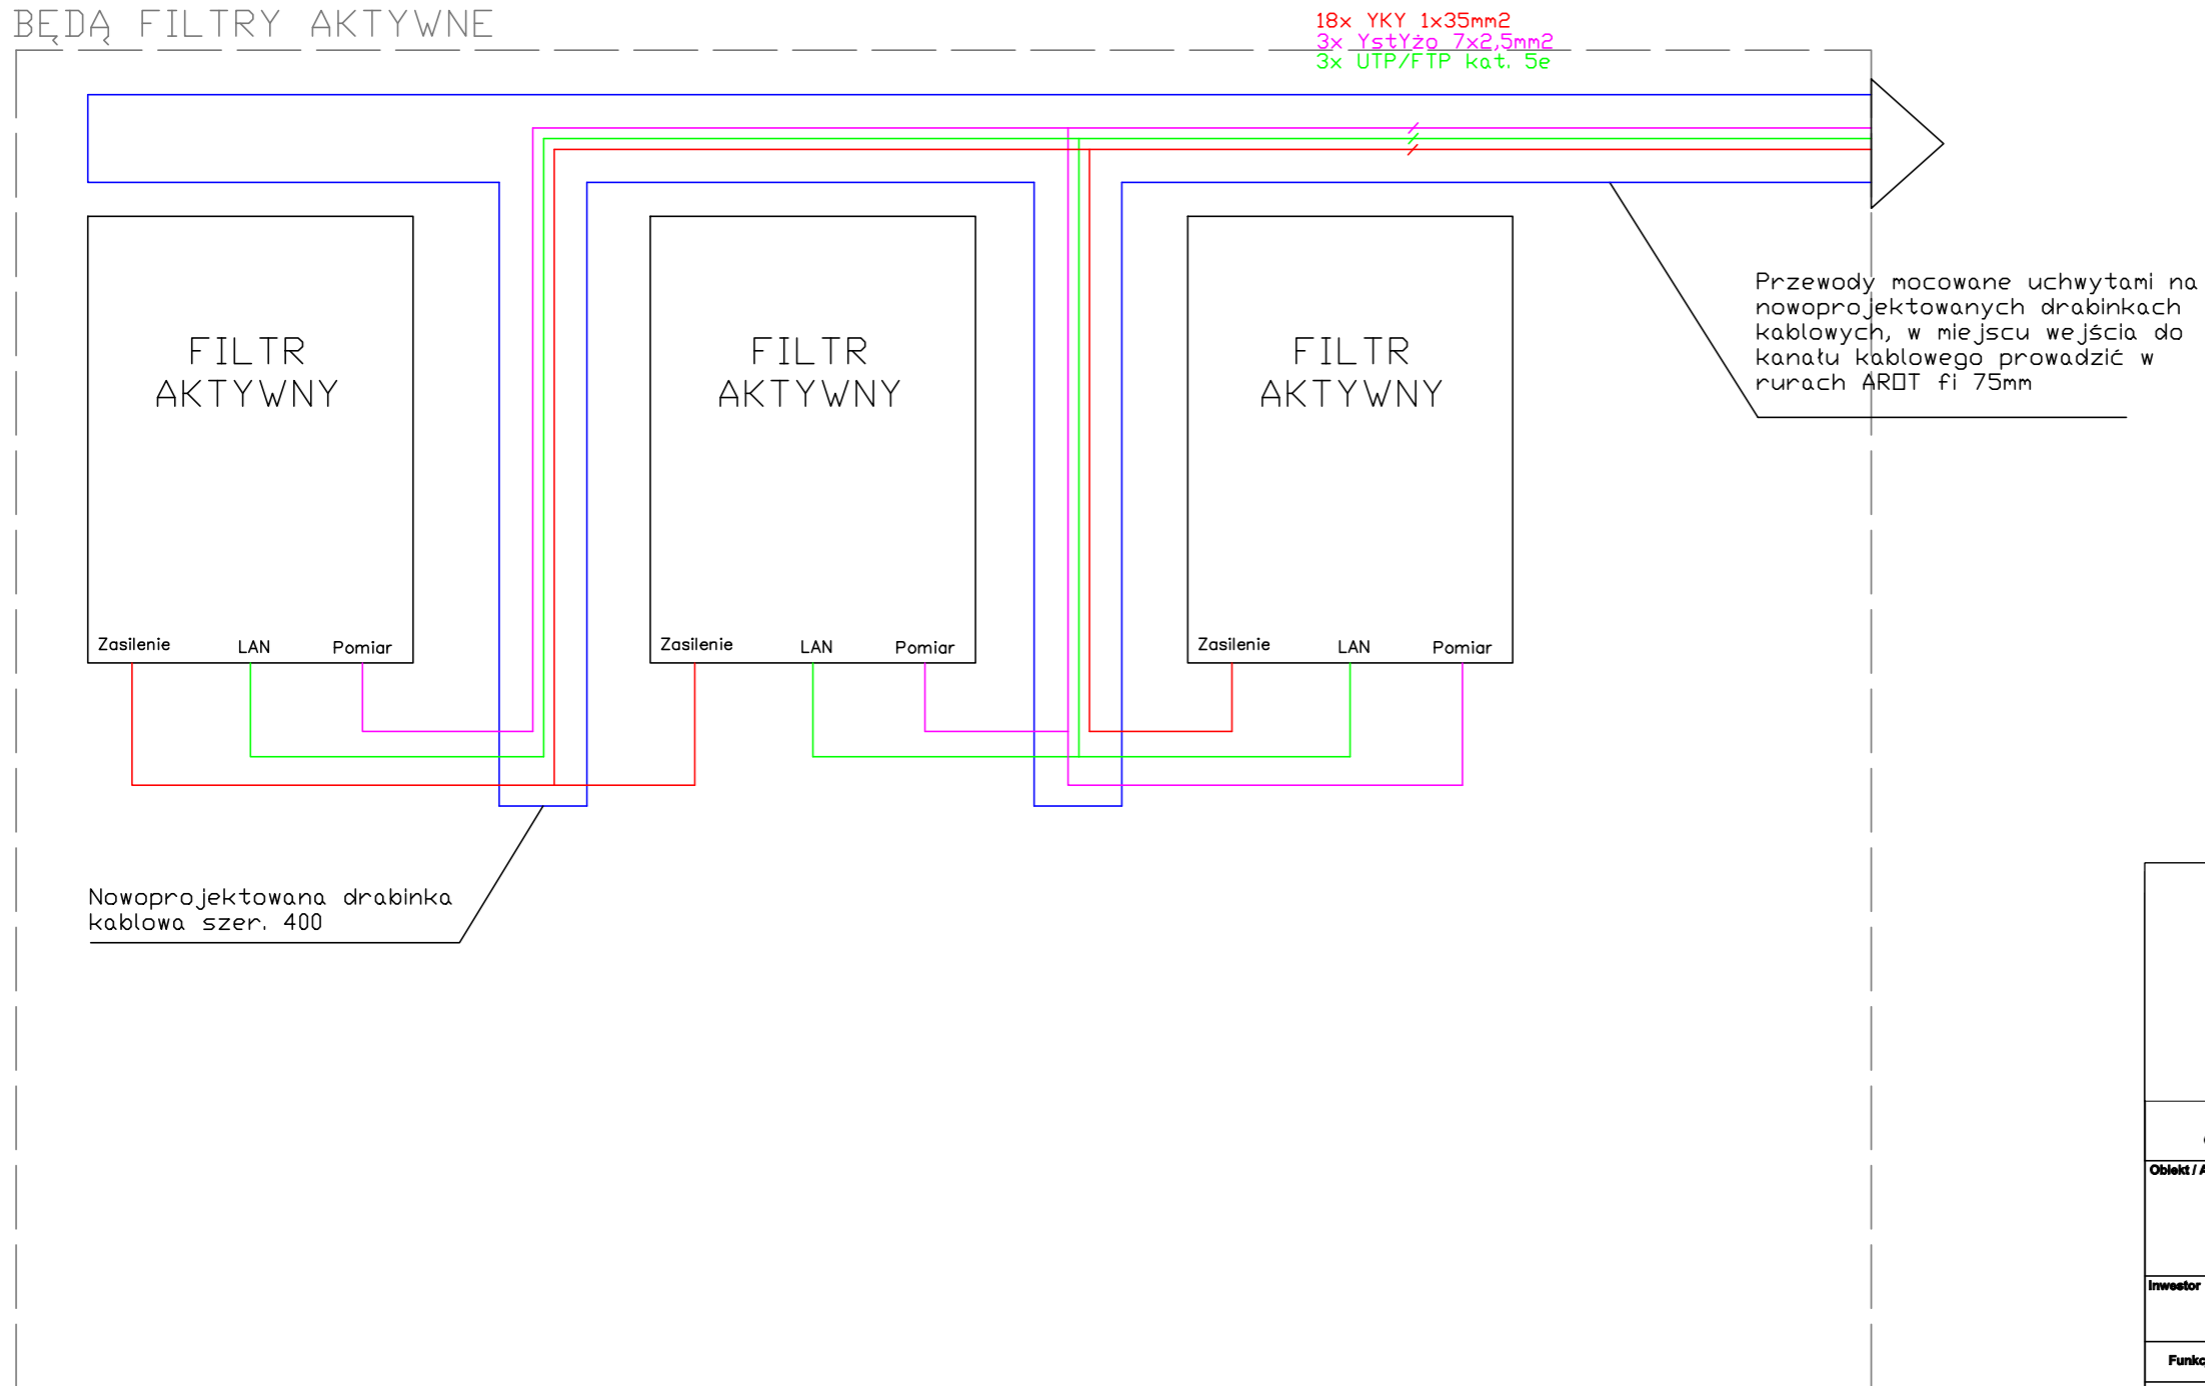 BĘDĄ FILTRY AKTYWNE
18x YKY 1x35mm2
3x YstYżo 7x2,5mm2
3x UTP/FTP kat. 5e
FILTR
AKTYWNY
Zasilenie LAN Pomiar
FILTR
AKTYWNY
Zasilenie LAN Pomiar
FILTR
AKTYWNY
Zasilenie LAN Pomiar
Przewody mocowane uchwytami na
nowoprojektowanych drabinkach
kablowych, w miejscu wejścia do
kanału kablowego prowadzić w
rurach AROT fi 75mm
Nowoprojektowana drabinka
kablowa szer. 400
Obiekt /
Inwestor